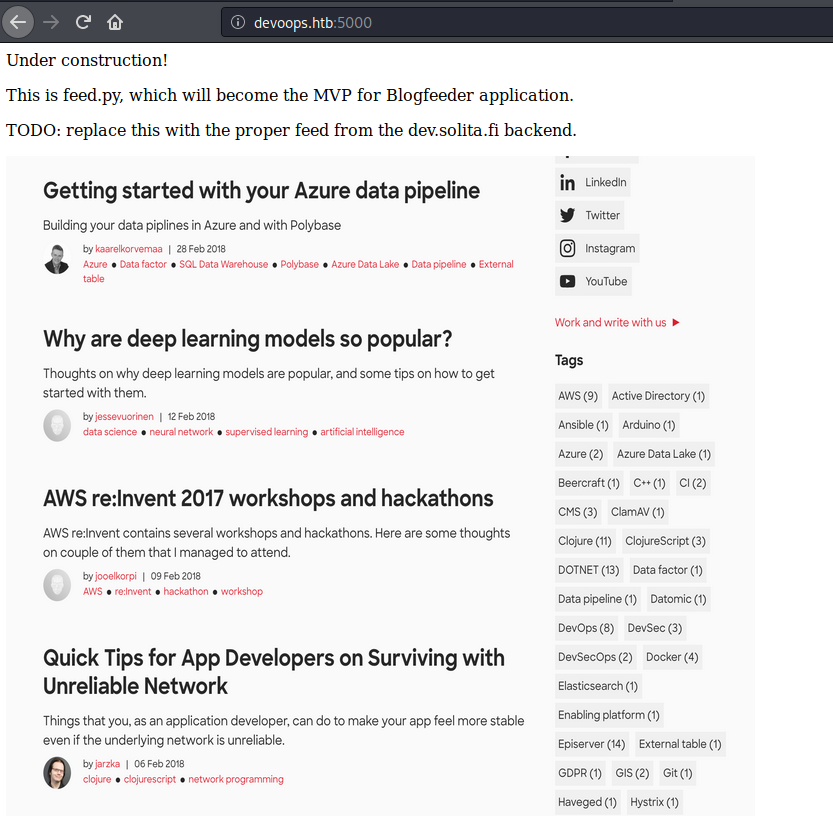 devoops.htb:5000
Under construction!
This is feed.py, which will become the MVP for Blogfeeder application.
TODO: replace this with the proper feed from the dev.solita.fi backend.
Getting started with your Azure data pipeline
Building your data piplines in Azure and with Polybase
by kaarelkorvemaa | 28 Feb 2018
Azure ● Data factor ● SQL Data Warehouse ● Polybase ● Azure Data Lake ● Data pipeline ● External
table
Why are deep learning models so popular?
Thoughts on why deep learning models are popular, and some tips on how to get
started with them.
by jessevuorinen | 12 Feb 2018
data science ● neural network ● supervised learning ● artificial intelligence
AWS re:Invent 2017 workshops and hackathons
AWS re:Invent contains several workshops and hackathons. Here are some thoughts
on couple of them that I managed to attend.
by jooelkorpi | 09 Feb 2018
AWS ● re:Invent ● hackathon ● workshop
Quick Tips for App Developers on Surviving with
Unreliable Network
Things that you, as an application developer, can do to make your app feel more stable
even if the underlying network is unreliable.
by jarzka | 06 Feb 2018
clojure ● clojurescript ● network programming
LinkedIn
Twitter
Instagram
YouTube
Work and write with us ▶
Tags
AWS (9) Active Directory (1)
Ansible (1) Arduino (1)
Azure (2) Azure Data Lake (1)
Beercraft (1) C++ (1) CI (2)
CMS (3) ClamAV (1)
Clojure (11) ClojureScript (3)
DOTNET (13) Data factor (1)
Data pipeline (1) Datomic (1)
DevOps (8) DevSec (3)
DevSecOps (2) Docker (4)
Elasticsearch (1)
Enabling platform (1)
Episerver (14) External table (1)
GDPR (1) GIS (2) Git (1)
Haveged (1) Hystrix (1)